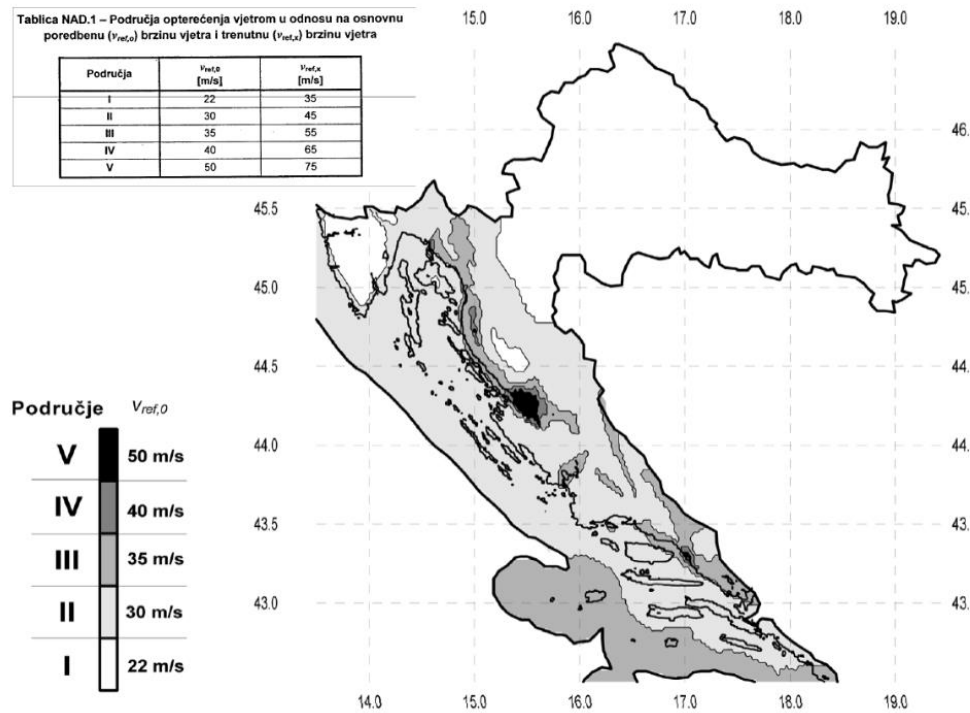 Tablica NAD.1 – Područja opterećenja vjetrom u odnosu na osnovnu
poredbenu (vref,o) brzinu vjetra i trenutnu (vref,x) brzinu vjetra
Područja vref,0 [m/s] vref,x [m/s]
I 22 35
II 30 45
III 35 55
IV 40 65
V 50 75
15.0 16.0 17.0 18.0 19.0
46.
45.5 45.
45.0 45.
44.5 44.
44.0 44.
43.5 43.
43.0 43.
14.0 15.0 16.0 17.0 18.0 19.0
Područje vref,0
V 50 m/s
IV 40 m/s
III 35 m/s
II 30 m/s
I 22 m/s